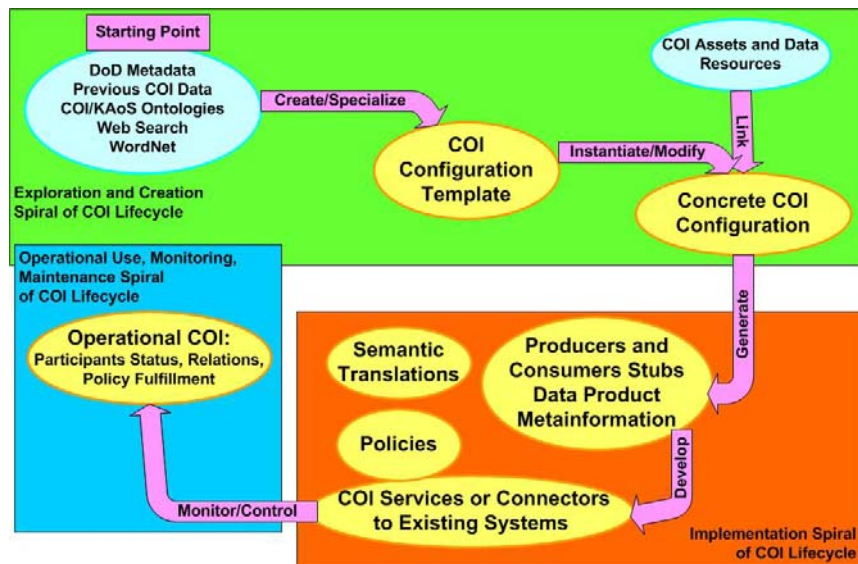 Starting Point
DoD Metadata
Previous COI Data
COI/KAoS Ontologies
Web Search
WordNet
Create/Specialize
COI
Configuration
Template
Instantiate/Modify
COI Assets and Data
Resources
Link
Concrete COI
Configuration
Exploration and Creation
Spiral of COI Lifecycle
Generate
Producers and
Consumers Stubs
Data Product
Metainformation
Semantic
Translations
Policies
Develop
COI Services or Connectors
to Existing Systems
Implementation Spiral
of COI Lifecycle
Monitor/Control
Operational Use, Monitoring,
Maintenance Spiral
of COI Lifecycle
Operational COI:
Participants Status, Relations,
Policy Fulfillment